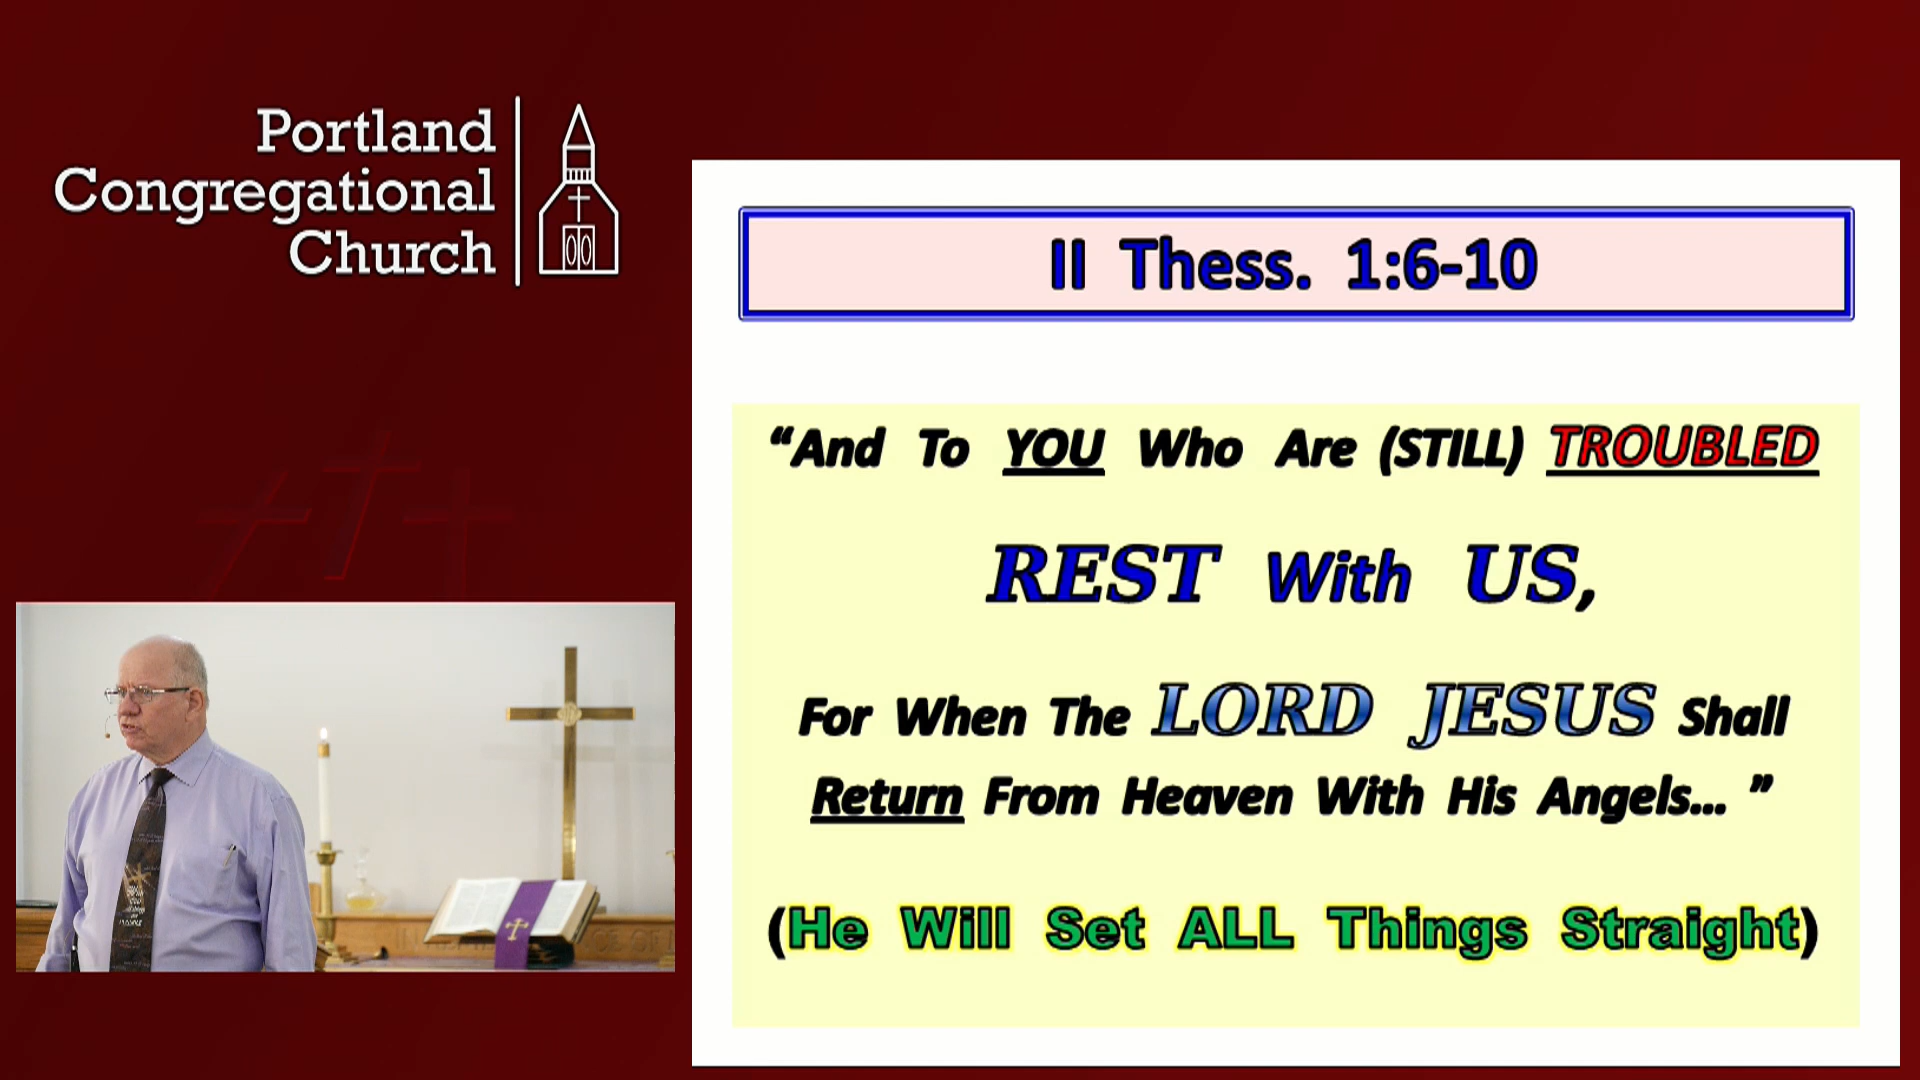 Portland
Congregational
Church
II Thess. 1:6-10
“And To YOU Who Are (STILL) TROUBLED
REST With US,
For When The LORD JESUS Shall
Return From Heaven With His Angels... ”
(He Will Set ALL Things Straight)